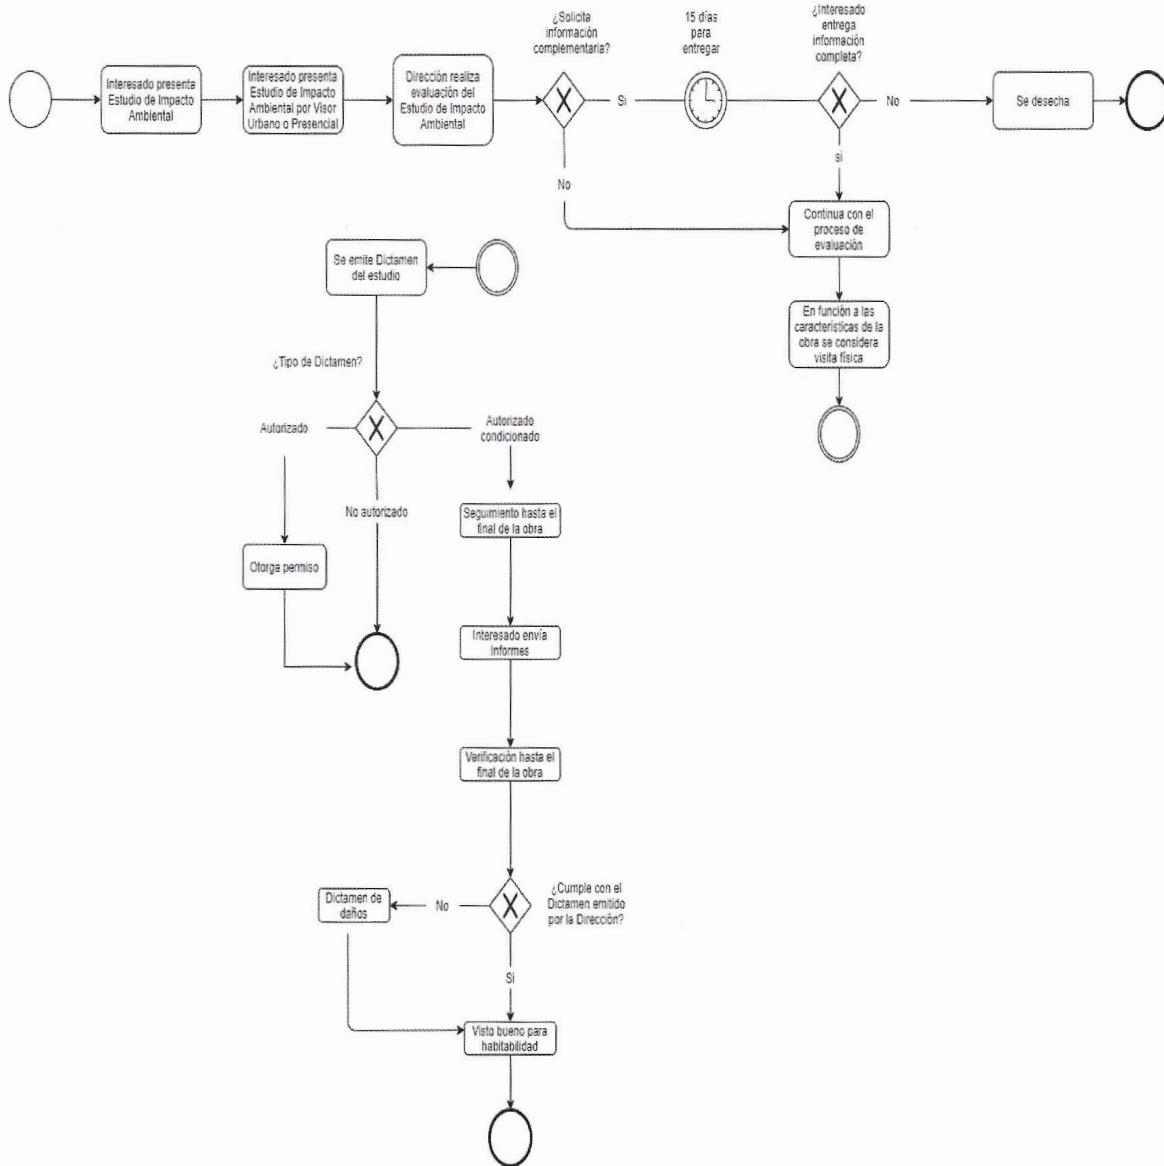 ¿Solicita
información
complementaria?
15 días
para
entregar
¿Interesado
entrega
información
completa?
Interesado presenta
Estudio de Impacto
Ambiental
Interesado presenta
Estudio de Impacto
Ambiental por Visor
Urbano o Presencial
Dirección realiza
evaluación del
Estudio de Impacto
Ambiental
Si
No
Se desecha
si
No
Continua con el
proceso de
evaluación
Se emite Dictamen
del estudio
En función a las
características de la
obra se considera
visita física
¿Tipo de Dictamen?
Autorizado
Autorizado
condicionado
No autorizado
Seguimiento hasta el
final de la obra
Otorga permiso
Interesado envía
Informes
Verificación hasta el
final de la obra
¿Cumple con el
Dictamen emitido
por la Dirección?
Dictamen de
daños
No
Si
Visto bueno para
habitabilidad